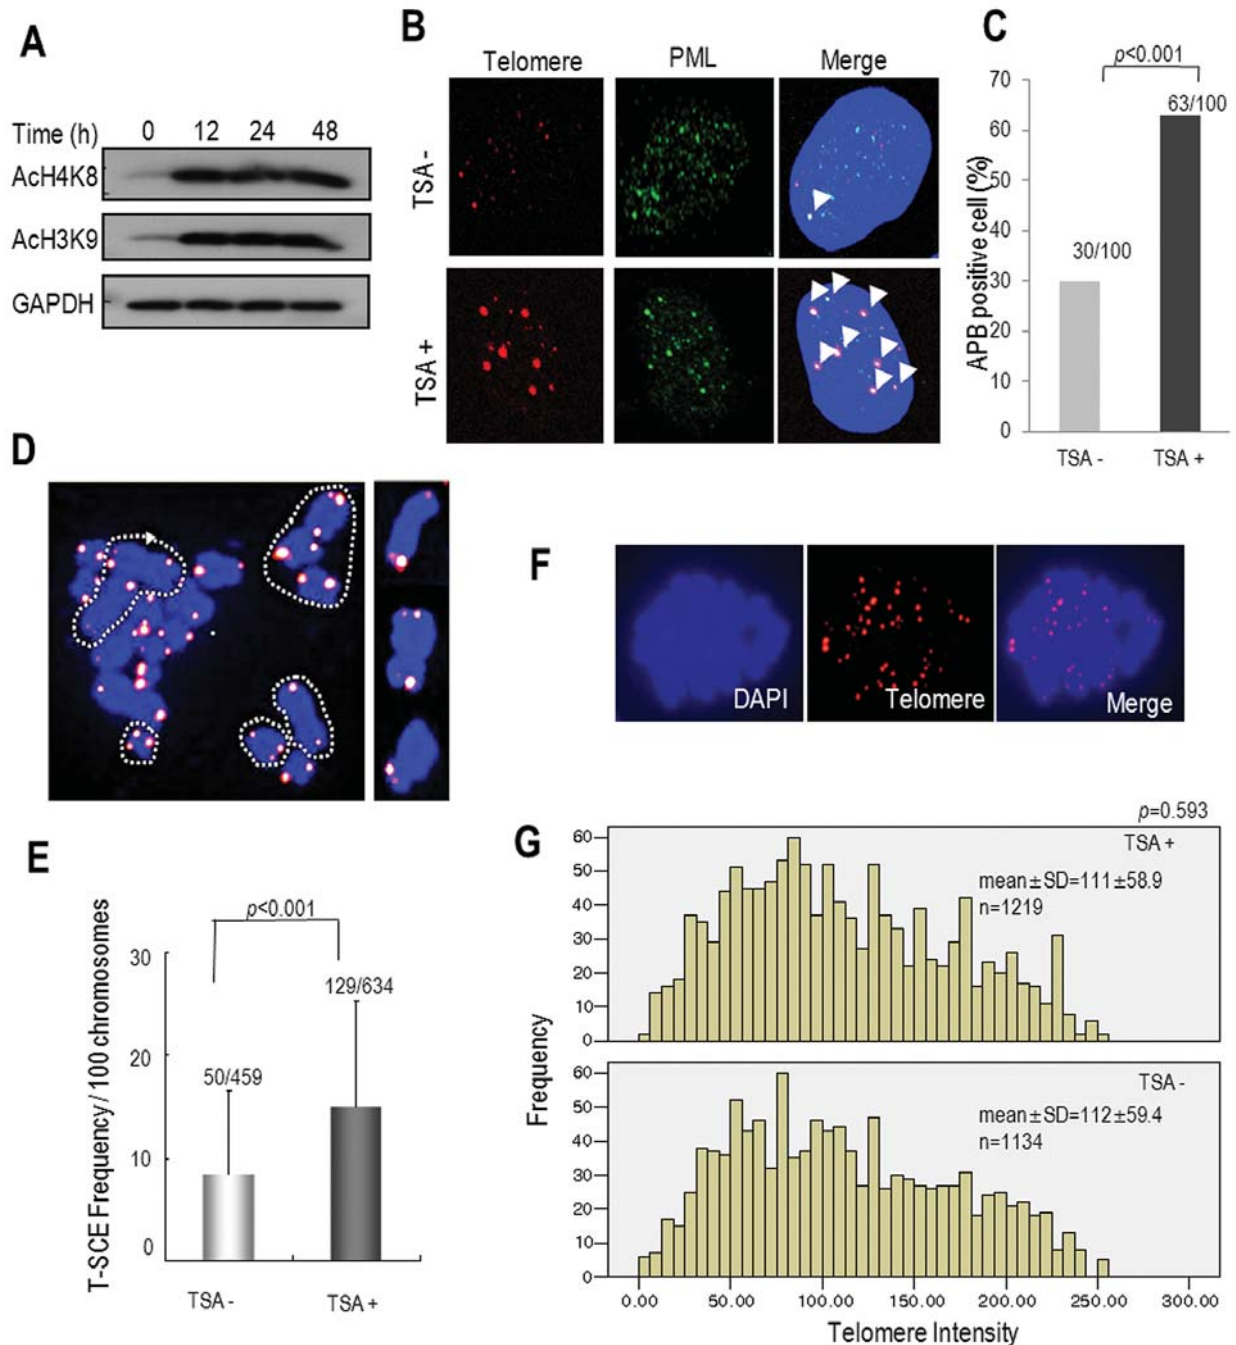 A
Time (h) 0 12 24 48
AcH4K8
AcH3K9
GAPDH
B
Telomere PML Merge
TSA -
TSA +
C
p<0.001
APB positive cell (%)
70
60
50
40
30
20
10
0
63/100
30/100
TSA - TSA +
D
F
DAPI Telomere Merge
E
T-SCE Frequency / 100 chromosomes
p<0.001
30
20
10
0
129/634
50/459
TSA - TSA +
G
p=0.593
Frequency
TSA +
mean±SD=111±58.9
n=1219
60
50
40
30
20
10
0
TSA -
mean±SD=112±59.4
n=1134
60
50
40
30
20
10
0
0.00 50.00 100.00 150.00 200.00 250.00 300.00
Telomere Intensity